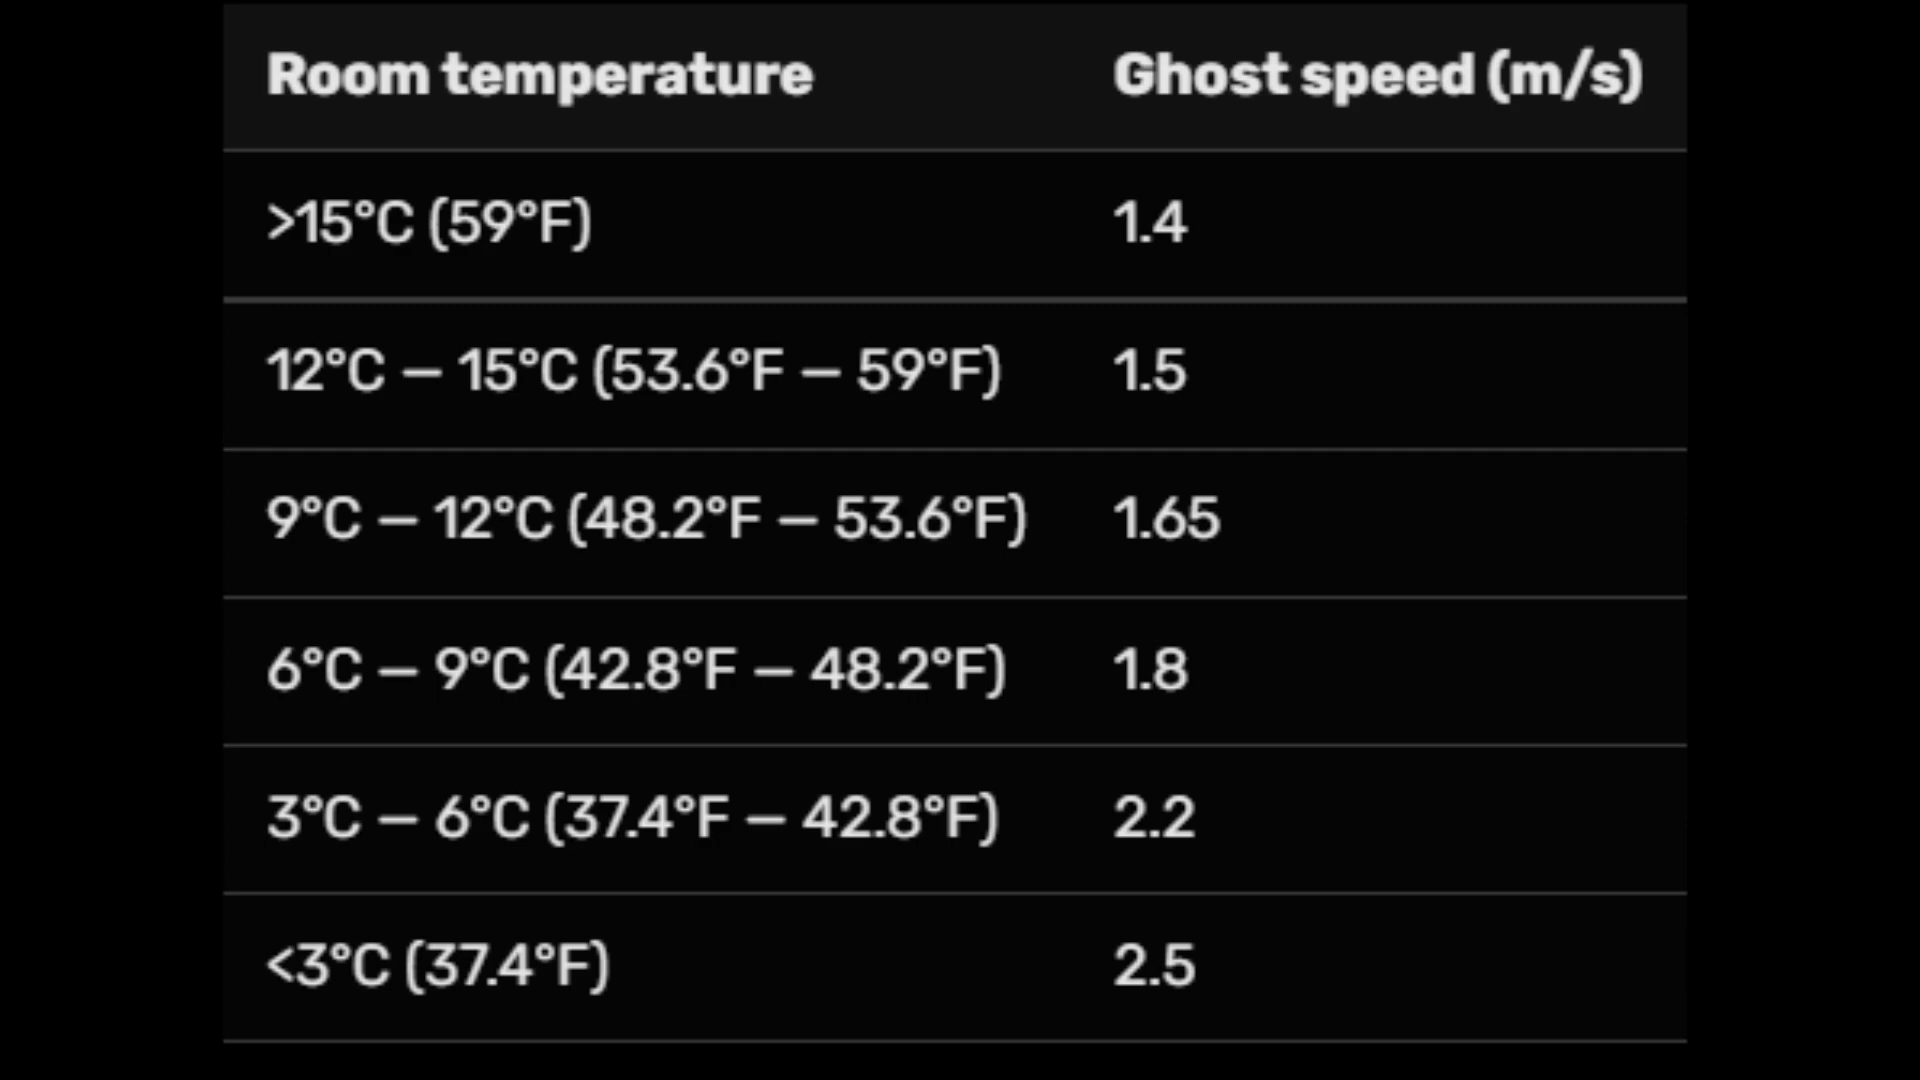 Room temperature Ghost speed (m/s)
>15°C (59°F) 1.4
12°C — 15°C (53.6°F — 59°F) 1.5
9°C — 12°C (48.2°F — 53.6°F) 1.65
6°C — 9°C (42.8°F — 48.2°F) 1.8
3°C — 6°C (37.4°F — 42.8°F) 2.2
<3°C (37.4°F) 2.5